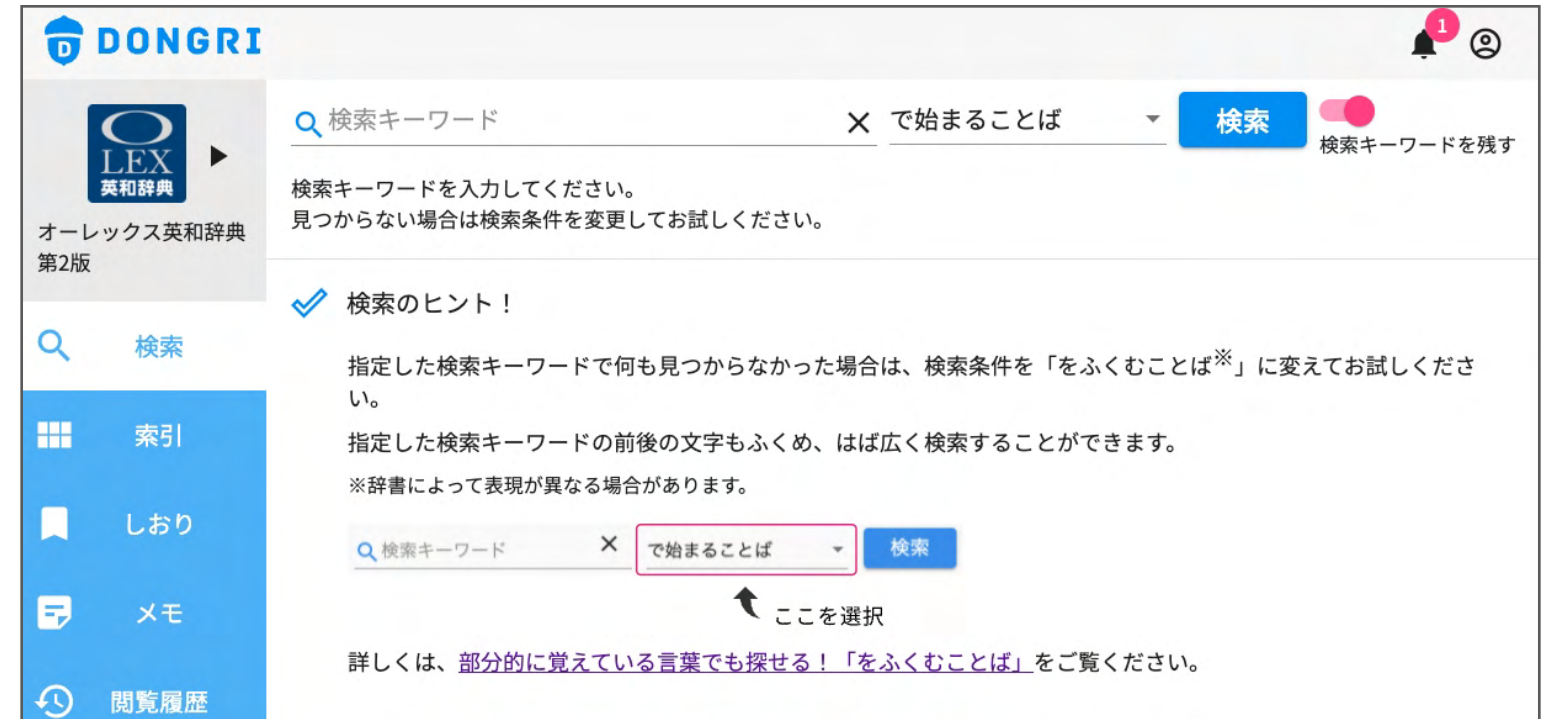 DONGRI
1
O
LEX
英和辞典
オーレックス英和辞典
第2版
検索
索引
しおり
メモ
閲覧履歴
検索キーワード
で始まることば
検索
検索キーワードを残す
検索キーワードを入力してください。
見つからない場合は検索条件を変更してお試しください。
検索のヒント！
指定した検索キーワードで何も見つからなかった場合は、検索条件を「をふくむことば※」に変えてお試しくださ
い。
指定した検索キーワードの前後の文字もふくめ、はば広く検索することができます。
※辞書によって表現が異なる場合があります。
検索キーワード
で始まることば
検索
ここを選択
詳しくは、部分的に覚えている言葉でも探せる！「をふくむことば」をご覧ください。